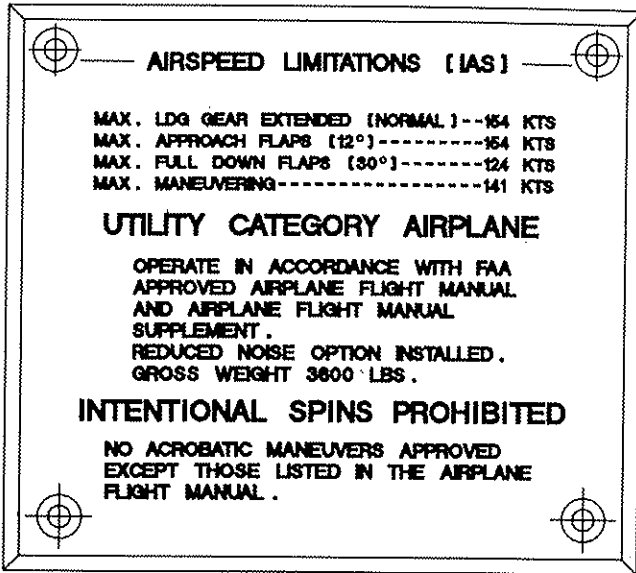 AIRSPEED LIMITATIONS [IAS]
MAX. LDG GEAR EXTENDED [NORMAL]--154 KTS
MAX. APPROACH FLAPS [12°]---------154 KTS
MAX. FULL DOWN FLAPS [30°]-------124 KTS
MAX. MANEUVERING-----------------141 KTS
UTILITY CATEGORY AIRPLANE
OPERATE IN ACCORDANCE WITH FAA
APPROVED AIRPLANE FLIGHT MANUAL
AND AIRPLANE FLIGHT MANUAL
SUPPLEMENT.
REDUCED NOISE OPTION INSTALLED.
GROSS WEIGHT 3600 LBS.
INTENTIONAL SPINS PROHIBITED
NO ACROBATIC MANEUVERS APPROVED
EXCEPT THOSE LISTED IN THE AIRPLANE
FLIGHT MANUAL.